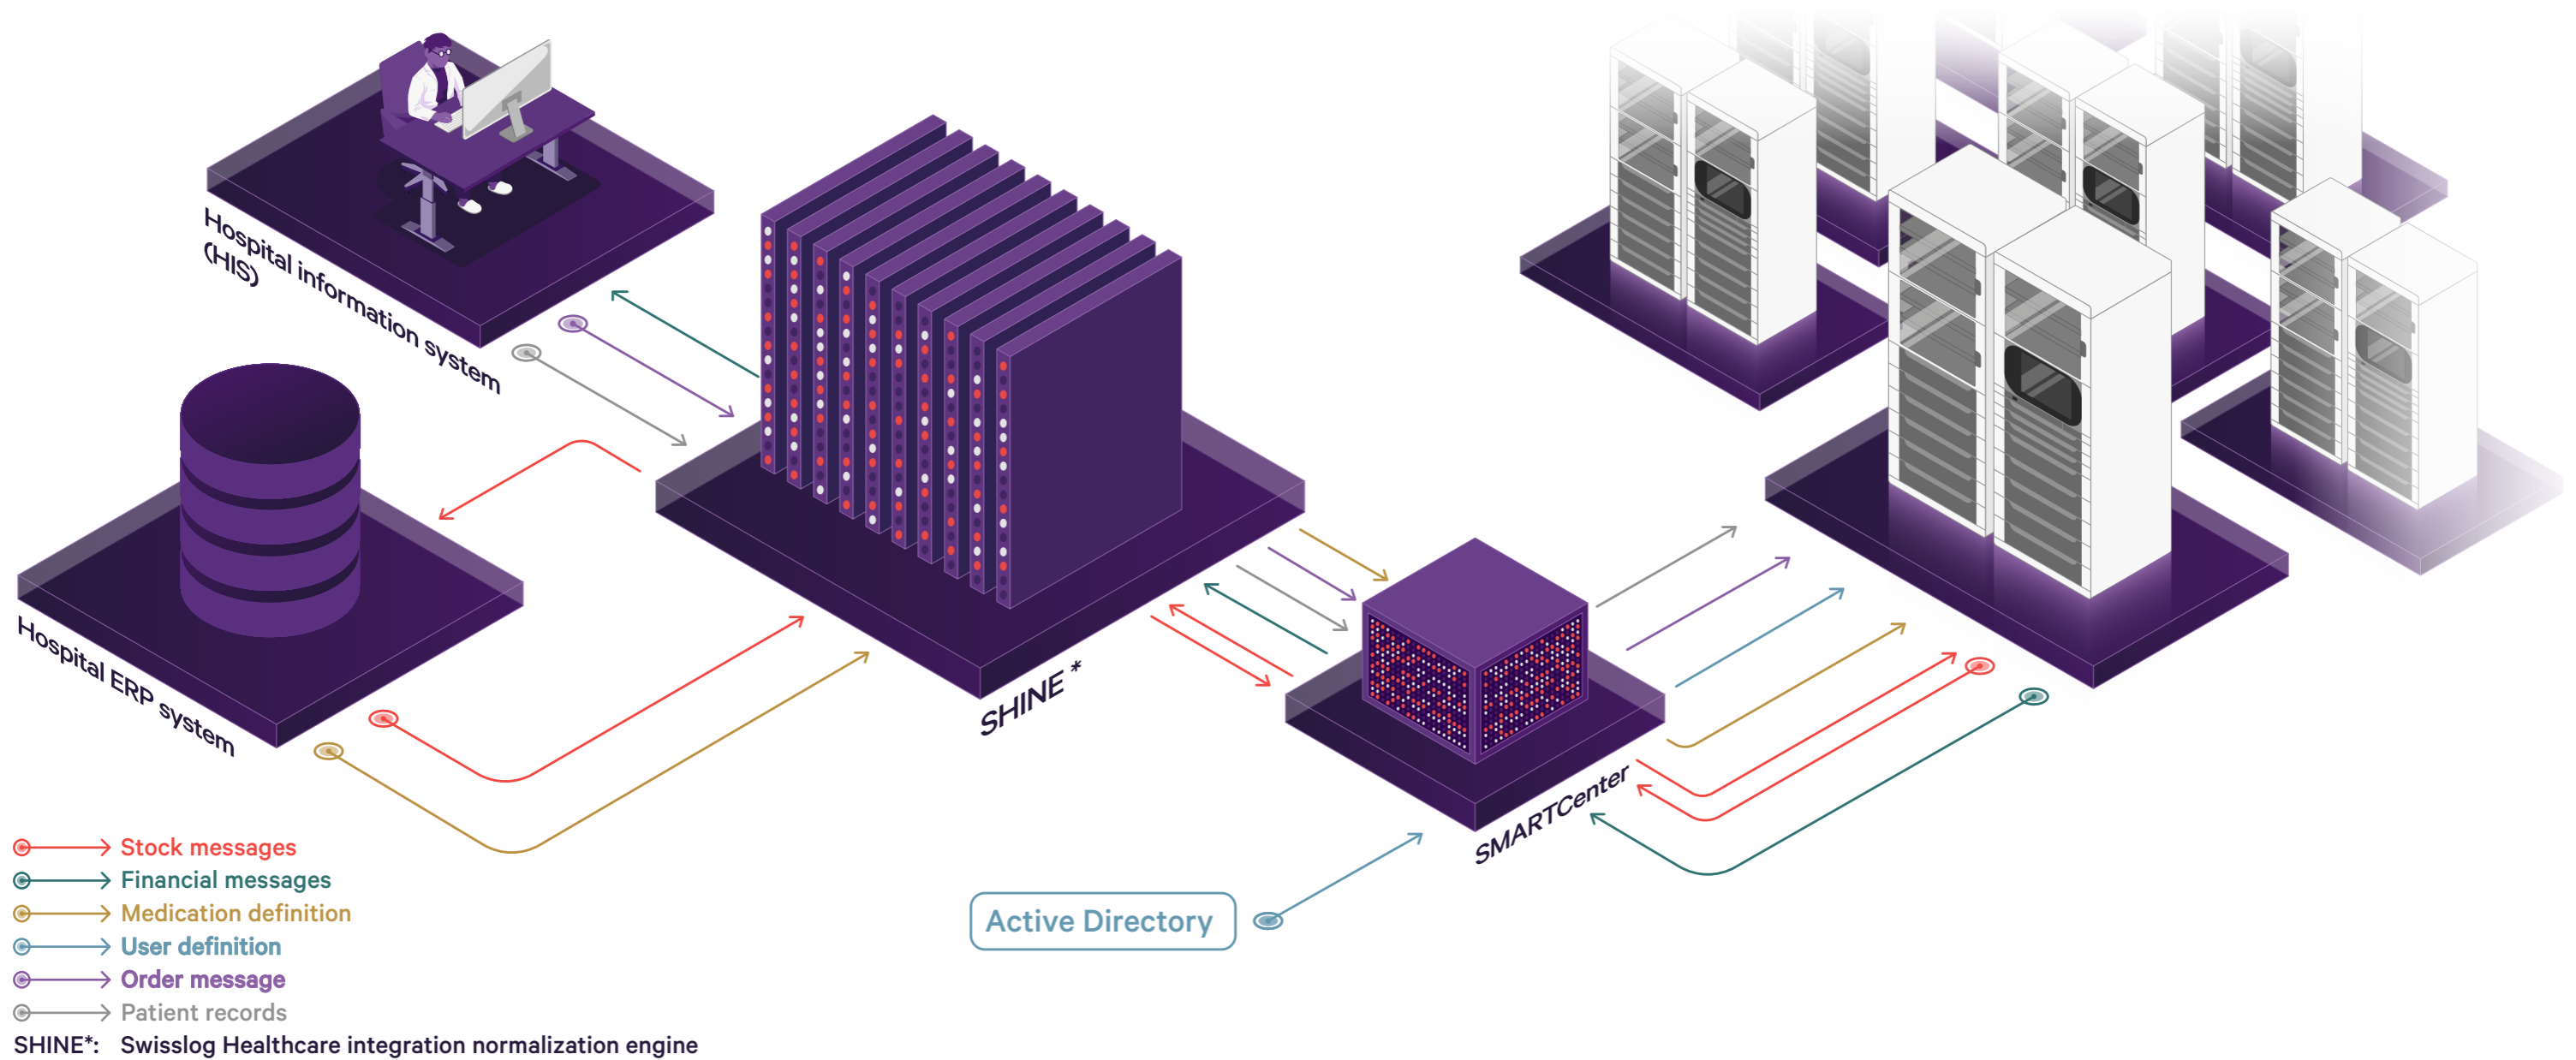 Hospital information system
(HIS)
Hospital ERP system
SHINE *
SMARTCenter
Active Directory
Stock messages
Financial messages
Medication definition
User definition
Order message
Patient records
SHINE*: Swisslog Healthcare integration normalization engine